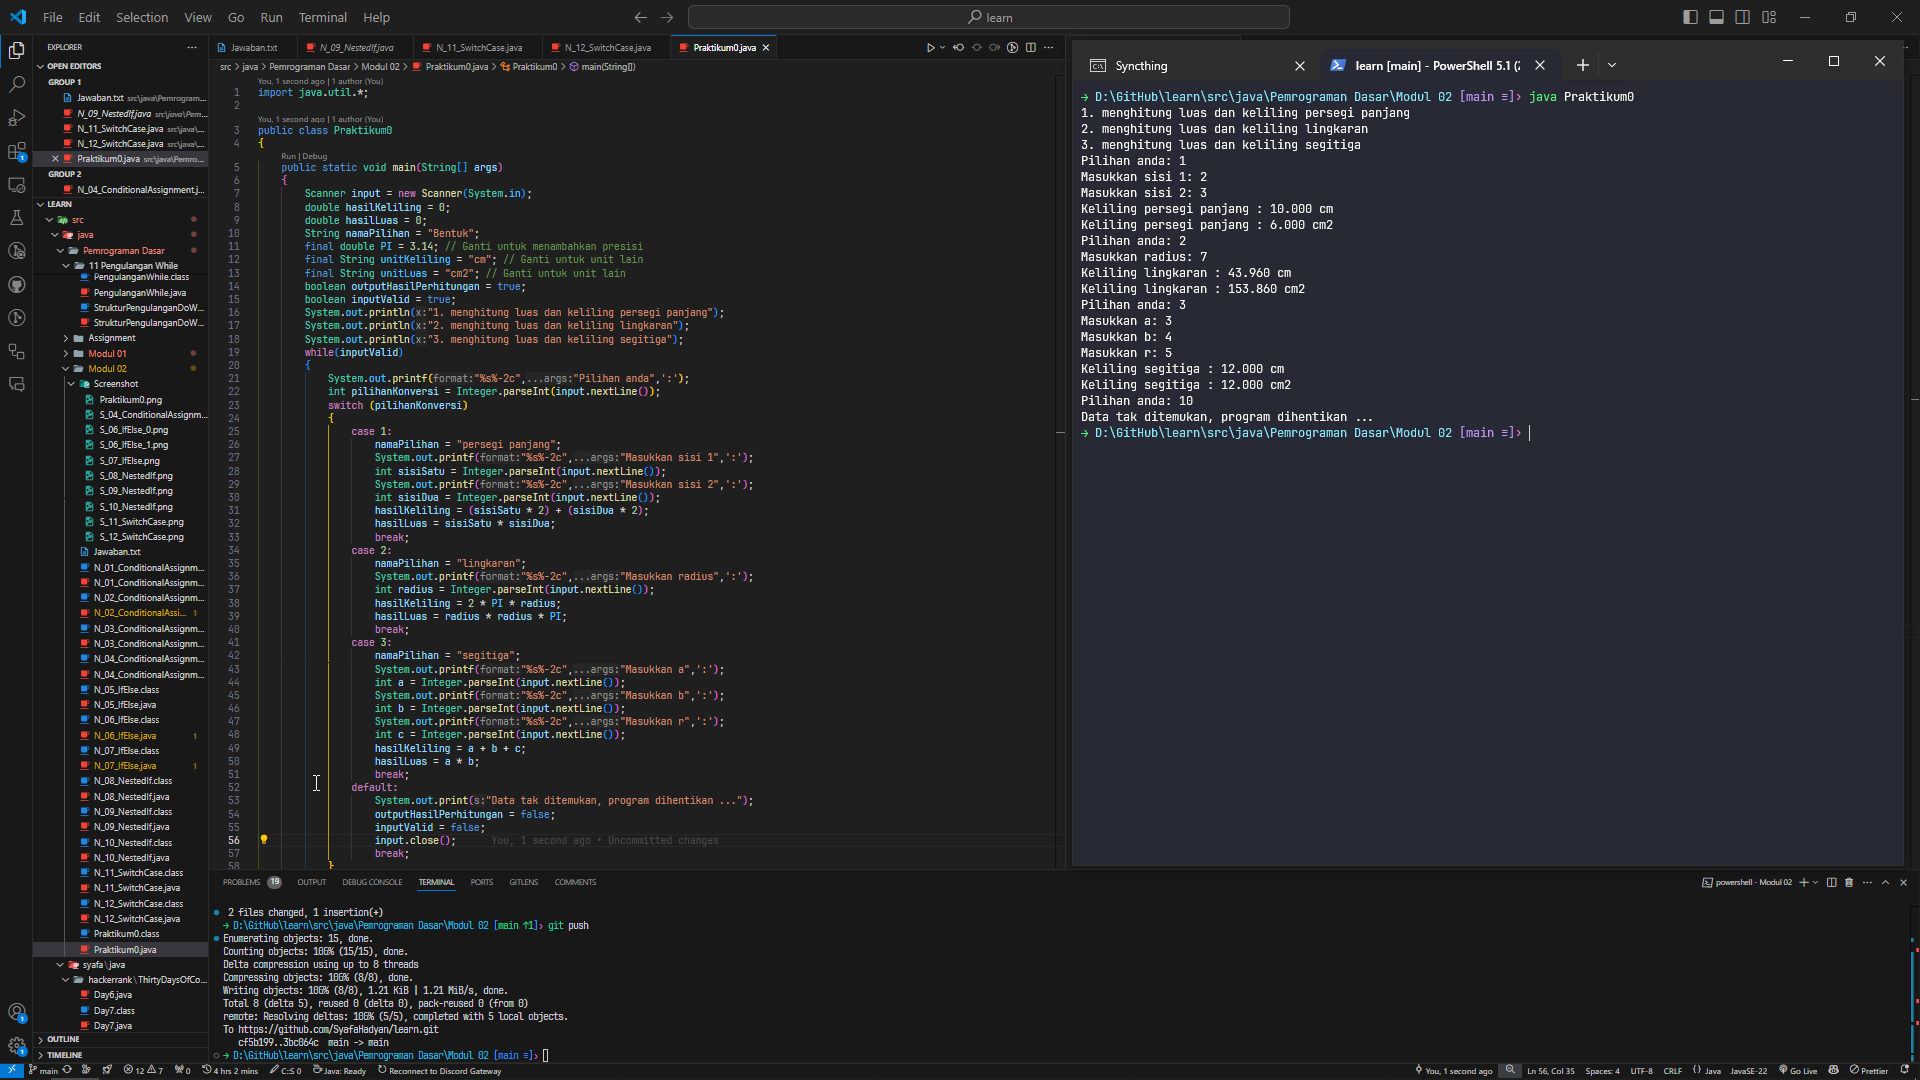 File Edit Selection View Go Run Terminal Help
learn
EXPLORER
OPEN EDITORS
GROUP 1
Jawaban.txt src\java\Pemrogram...
N_09_NestedIf.java src\java\Pem...
N_11_SwitchCase.java src\java\...
N_12_SwitchCase.java src\java\...
Praktikum0.java src\java\Pemro...
GROUP 2
N_04_ConditionalAssignment.j...
LEARN
src
java
Pemrograman Dasar
11 Pengulangan While
PengulanganWhile.class
PengulanganWhile.java
StrukturPengulanganDoW...
StrukturPengulanganDoW...
Assignment
Modul 01
Modul 02
Screenshot
Praktikum0.png
S_04_ConditionalAssignm...
S_06_IfElse_0.png
S_06_IfElse_1.png
S_07_IfElse.png
S_08_NestedIf.png
S_09_NestedIf.png
S_10_NestedIf.png
S_11_SwitchCase.png
S_12_SwitchCase.png
Jawaban.txt
N_01_ConditionalAssignm...
N_01_ConditionalAssignm...
N_02_ConditionalAssignm...
N_02_ConditionalAssi... 1
N_03_ConditionalAssignm...
N_03_ConditionalAssignm...
N_04_ConditionalAssignm...
N_04_ConditionalAssignm...
N_05_IfElse.class
N_05_IfElse.java
N_06_IfElse.class
N_06_IfElse.java 1
N_07_IfElse.class
N_07_IfElse.java 1
N_08_NestedIf.class
N_08_NestedIf.java
N_09_NestedIf.class
N_09_NestedIf.java
N_10_NestedIf.class
N_10_NestedIf.java
N_11_SwitchCase.class
N_11_SwitchCase.java
N_12_SwitchCase.class
N_12_SwitchCase.java
Praktikum0.class
Praktikum0.java
syafa\java
hackerrank\ThirtyDaysOfCo...
Day6.java
Day7.class
Day7.java
OUTLINE
TIMELINE
Jawaban.txt N_09_NestedIf.java N_11_SwitchCase.java N_12_SwitchCase.java Praktikum0.java
src > java > Pemrograman Dasar > Modul 02 > Praktikum0.java > Praktikum0 > main(String[])
You, 1 second ago | 1 author (You)
1 import java.util.*;
2
You, 1 second ago | 1 author (You)
3 public class Praktikum0
4 {
Run | Debug
5 public static void main(String[] args)
6 {
7 Scanner input = new Scanner(System.in);
8 double hasilKeliling = 0;
9 double hasilLuas = 0;
10 String namaPilihan = "Bentuk";
11 final double PI = 3.14; // Ganti untuk menambahkan presisi
12 final String unitKeliling = "cm"; // Ganti untuk unit lain
13 final String unitLuas = "cm2"; // Ganti untuk unit lain
14 boolean outputHasilPerhitungan = true;
15 boolean inputValid = true;
16 System.out.println(x:"1. menghitung luas dan keliling persegi panjang");
17 System.out.println(x:"2. menghitung luas dan keliling lingkaran");
18 System.out.println(x:"3. menghitung luas dan keliling segitiga");
19 while(inputValid)
20 {
21 System.out.printf(format:"%s%-2c",...args:"Pilihan anda",':');
22 int pilihanKonversi = Integer.parseInt(input.nextLine());
23 switch (pilihanKonversi)
24 {
25 case 1:
26 namaPilihan = "persegi panjang";
27 System.out.printf(format:"%s%-2c",...args:"Masukkan sisi 1",':');
28 int sisiSatu = Integer.parseInt(input.nextLine());
29 System.out.printf(format:"%s%-2c",...args:"Masukkan sisi 2",':');
30 int sisiDua = Integer.parseInt(input.nextLine());
31 hasilKeliling = (sisiSatu * 2) + (sisiDua * 2);
32 hasilLuas = sisiSatu * sisiDua;
33 break;
34 case 2:
35 namaPilihan = "lingkaran";
36 System.out.printf(format:"%s%-2c",...args:"Masukkan radius",':');
37 int radius = Integer.parseInt(input.nextLine());
38 hasilKeliling = 2 * PI * radius;
39 hasilLuas = radius * radius * PI;
40 break;
41 case 3:
42 namaPilihan = "segitiga";
43 System.out.printf(format:"%s%-2c",...args:"Masukkan a",':');
44 int a = Integer.parseInt(input.nextLine());
45 System.out.printf(format:"%s%-2c",...args:"Masukkan b",':');
46 int b = Integer.parseInt(input.nextLine());
47 System.out.printf(format:"%s%-2c",...args:"Masukkan r",':');
48 int c = Integer.parseInt(input.nextLine());
49 hasilKeliling = a + b + c;
50 hasilLuas = a * b;
51 break;
52 default:
53 System.out.print(s:"Data tak ditemukan, program dihentikan ...");
54 outputHasilPerhitungan = false;
55 inputValid = false;
56 input.close(); You, 1 second ago • Uncommitted changes
57 break;
58 }
Syncthing
learn [main] - PowerShell 5.1 (2
→ D:\GitHub\learn\src\java\Pemrograman Dasar\Modul 02 [main ≡]› java Praktikum0
1. menghitung luas dan keliling persegi panjang
2. menghitung luas dan keliling lingkaran
3. menghitung luas dan keliling segitiga
Pilihan anda: 1
Masukkan sisi 1: 2
Masukkan sisi 2: 3
Keliling persegi panjang : 10.000 cm
Keliling persegi panjang : 6.000 cm2
Pilihan anda: 2
Masukkan radius: 7
Keliling lingkaran : 43.960 cm
Keliling lingkaran : 153.860 cm2
Pilihan anda: 3
Masukkan a: 3
Masukkan b: 4
Masukkan r: 5
Keliling segitiga : 12.000 cm
Keliling segitiga : 12.000 cm2
Pilihan anda: 10
Data tak ditemukan, program dihentikan ...
→ D:\GitHub\learn\src\java\Pemrograman Dasar\Modul 02 [main ≡]›
PROBLEMS 19 OUTPUT DEBUG CONSOLE TERMINAL PORTS GITLENS COMMENTS
powershell - Modul 02
2 files changed, 1 insertion(+)
→ D:\GitHub\learn\src\java\Pemrograman Dasar\Modul 02 [main ↑1]› git push
Enumerating objects: 15, done.
Counting objects: 100% (15/15), done.
Delta compression using up to 8 threads
Compressing objects: 100% (8/8), done.
Writing objects: 100% (8/8), 1.21 KiB | 1.21 MiB/s, done.
Total 8 (delta 5), reused 0 (delta 0), pack-reused 0 (from 0)
remote: Resolving deltas: 100% (5/5), completed with 5 local objects.
To https://github.com/SyafaHadyan/learn.git
cf5b199..3bc064c main -> main
→ D:\GitHub\learn\src\java\Pemrograman Dasar\Modul 02 [main ≡]›
main 12 7 0 4 hrs 2 mins C:S 0 Java: Ready Reconnect to Discord Gateway
You, 1 second ago Ln 56, Col 35 Spaces: 4 UTF-8 CRLF {} Java JavaSE-22 Go Live Prettier